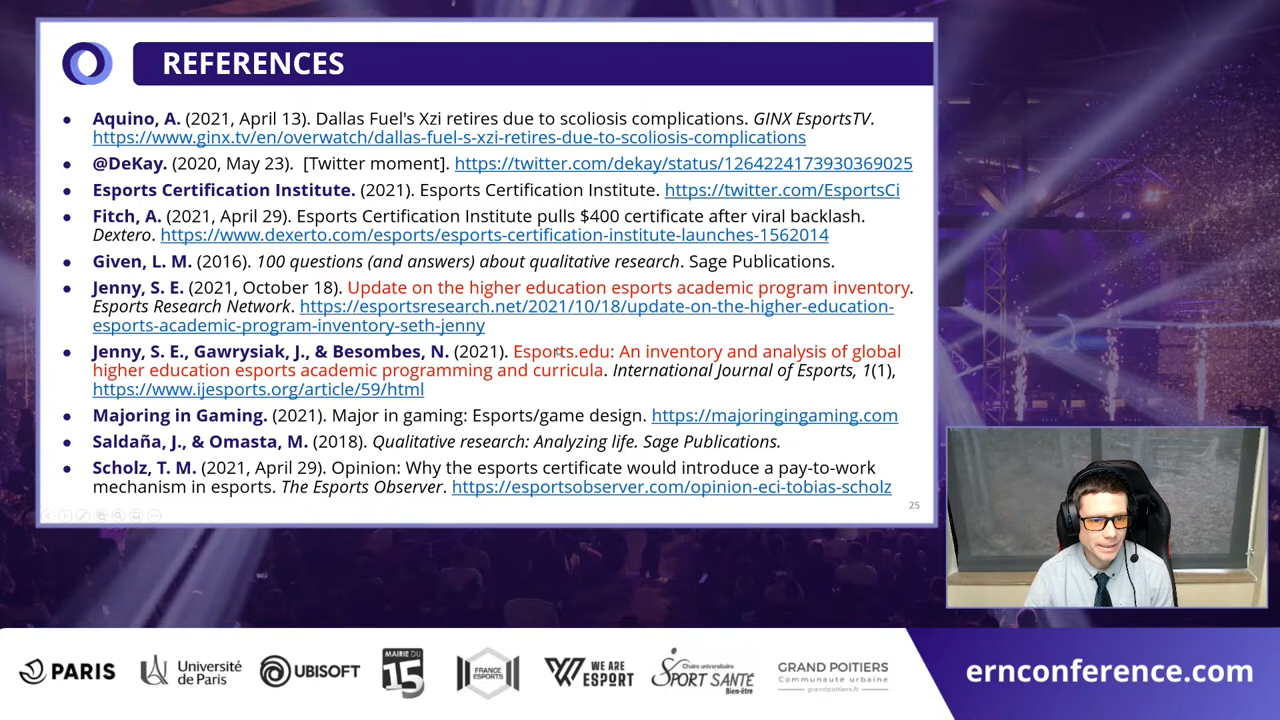 REFERENCES
• Aquino, A. (2021, April 13). Dallas Fuel's Xzi retires due to scoliosis complications. GINX EsportsTV.
https://www.ginx.tv/en/overwatch/dallas-fuel-s-xzi-retires-due-to-scoliosis-complications
• @DeKay. (2020, May 23). [Twitter moment]. https://twitter.com/dekay/status/1264224173930369025
• Esports Certification Institute. (2021). Esports Certification Institute. https://twitter.com/EsportsCi
• Fitch, A. (2021, April 29). Esports Certification Institute pulls $400 certificate after viral backlash.
Dextero. https://www.dexerto.com/esports/esports-certification-institute-launches-1562014
• Given, L. M. (2016). 100 questions (and answers) about qualitative research. Sage Publications.
• Jenny, S. E. (2021, October 18). Update on the higher education esports academic program inventory.
Esports Research Network. https://esportsresearch.net/2021/10/18/update-on-the-higher-education-
esports-academic-program-inventory-seth-jenny
• Jenny, S. E., Gawrysiak, J., & Besombes, N. (2021). Esports.edu: An inventory and analysis of global
higher education esports academic programming and curricula. International Journal of Esports, 1(1),
https://www.ijesports.org/article/59/html
• Majoring in Gaming. (2021). Major in gaming: Esports/game design. https://majoringingaming.com
• Saldaña, J., & Omasta, M. (2018). Qualitative research: Analyzing life. Sage Publications.
• Scholz, T. M. (2021, April 29). Opinion: Why the esports certificate would introduce a pay-to-work
mechanism in esports. The Esports Observer. https://esportsobserver.com/opinion-eci-tobias-scholz
25
PARIS
Université
de Paris
UBISOFT
MAIRIE DU
15
FRANCE
ESPORTS
WE ARE
ESPORT
Chaire universitaire
SPORT SANTÉ
Bien-être
GRAND POITIERS
Communauté urbaine
grandpoitiers.fr
ernconference.com